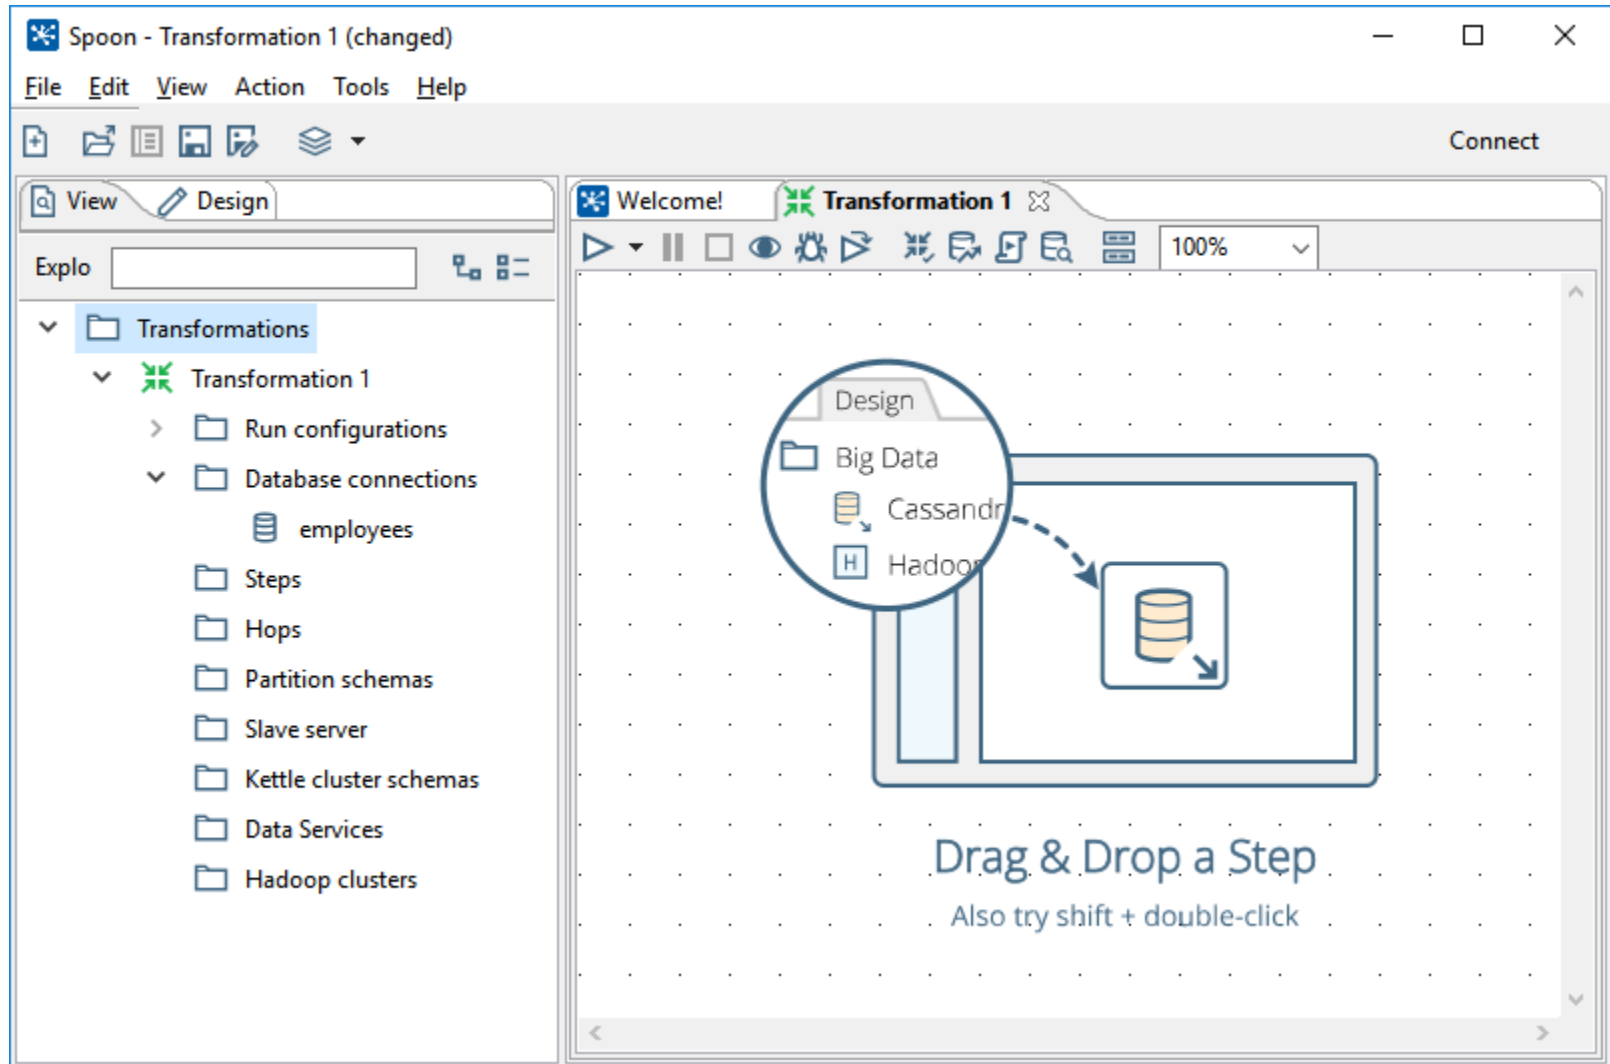 Spoon - Transformation 1 (changed)
File Edit View Action Tools Help
Connect
View Design
Explo
Transformations
Transformation 1
Run configurations
Database connections
employees
Steps
Hops
Partition schemas
Slave server
Kettle cluster schemas
Data Services
Hadoop clusters
Welcome! Transformation 1
100%
Design
Big Data
Cassandr
H Hadoop
Drag & Drop a Step
Also try shift + double-click